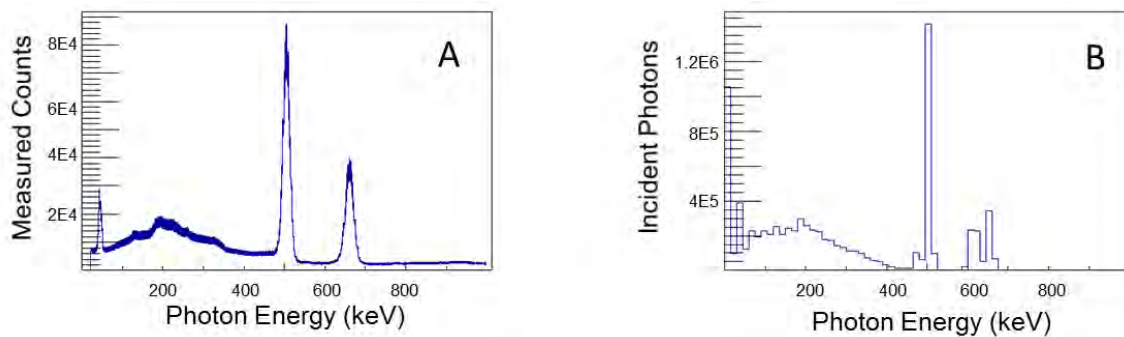 A
Measured Counts
8E4
6E4
4E4
2E4
200
400
600
800
Photon Energy (keV)
B
Incident Photons
1.2E6
8E5
4E5
200
400
600
800
Photon Energy (keV)